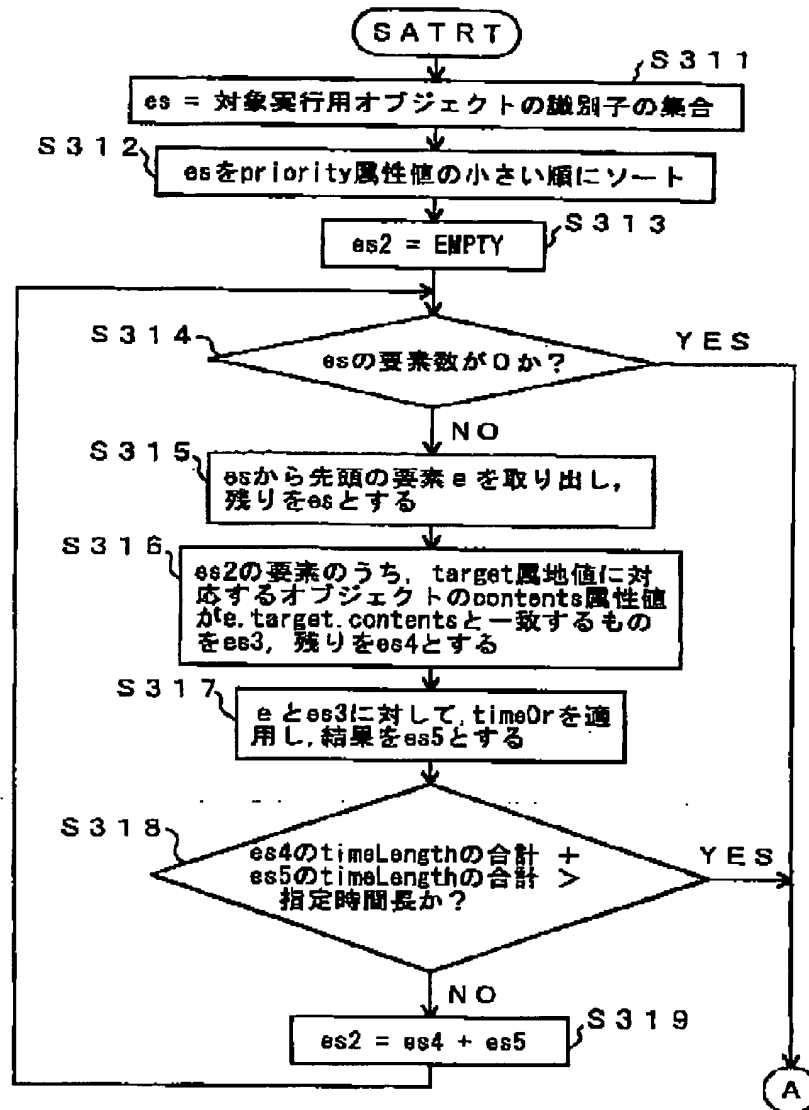 SATRT
S311
es = 対象実行用オブジェクトの識別子の集合
S312
esをpriority属性値の小さい順にソート
S313
es2 = EMPTY
S314
esの要素数が0か?
YES
NO
S315
esから先頭の要素eを取り出し,
残りをesとする
S316
es2の要素のうち, target属地値に対
応するオブジェクトのcontents属性値
がe.target.contentsと一致するもの
をes3, 残りをes4とする
S317
eとes3に対して,timeOrを適
用し,結果をes5とする
S318
es4のtimeLengthの合計 +
es5のtimeLengthの合計 >
指定時間長か?
YES
NO
S319
es2 = es4 + es5
A